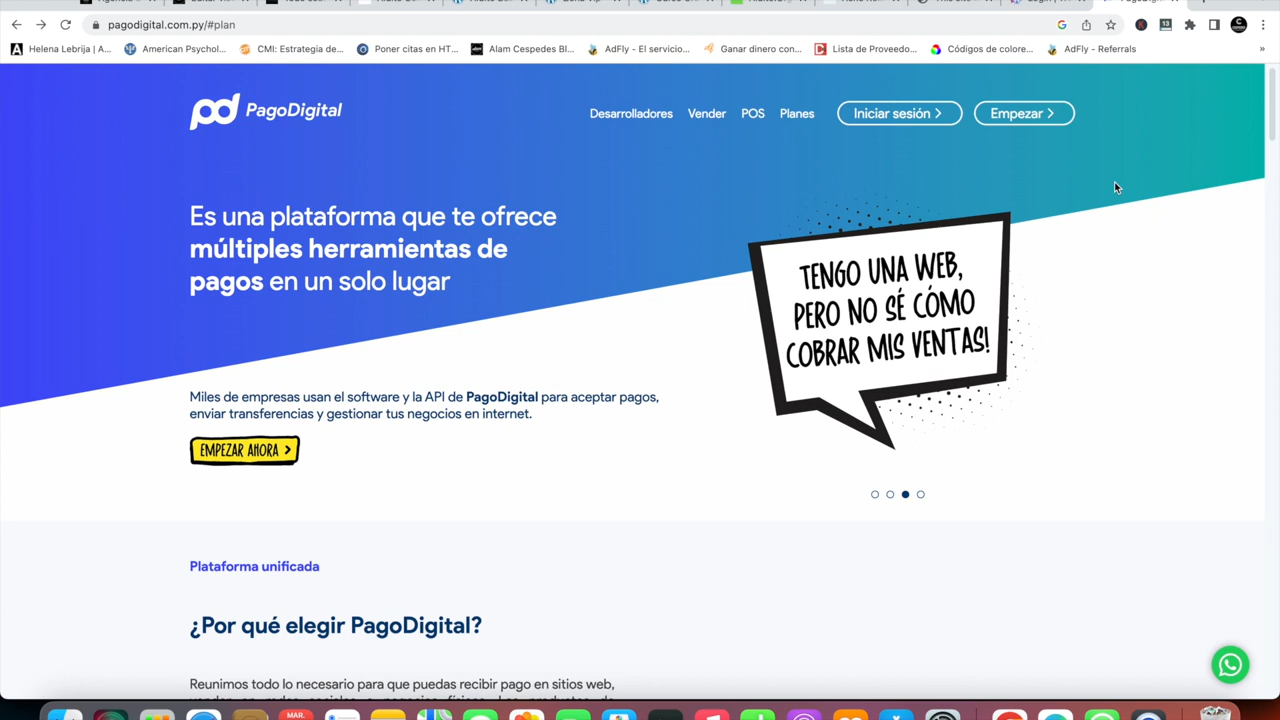 pagodigital.com.py/#plan
Helena Lebrija | A...
American Psychol...
CMI: Estrategia de...
Poner citas en HT...
Alam Cespedes Bl...
AdFly - El servicio...
Ganar dinero con...
Lista de Proveedo...
Códigos de colore...
AdFly - Referrals
»
pd PagoDigital
Desarrolladores
Vender
POS
Planes
Iniciar sesión >
Empezar >
Es una plataforma que te ofrece
múltiples herramientas de
pagos en un solo lugar
TENGO UNA WEB,
PERO NO SÉ CÓMO
COBRAR MIS VENTAS!
Miles de empresas usan el software y la API de PagoDigital para aceptar pagos,
enviar transferencias y gestionar tus negocios en internet.
EMPEZAR AHORA >
Plataforma unificada
¿Por qué elegir PagoDigital?
Reunimos todo lo necesario para que puedas recibir pago en sitios web,
MAR.